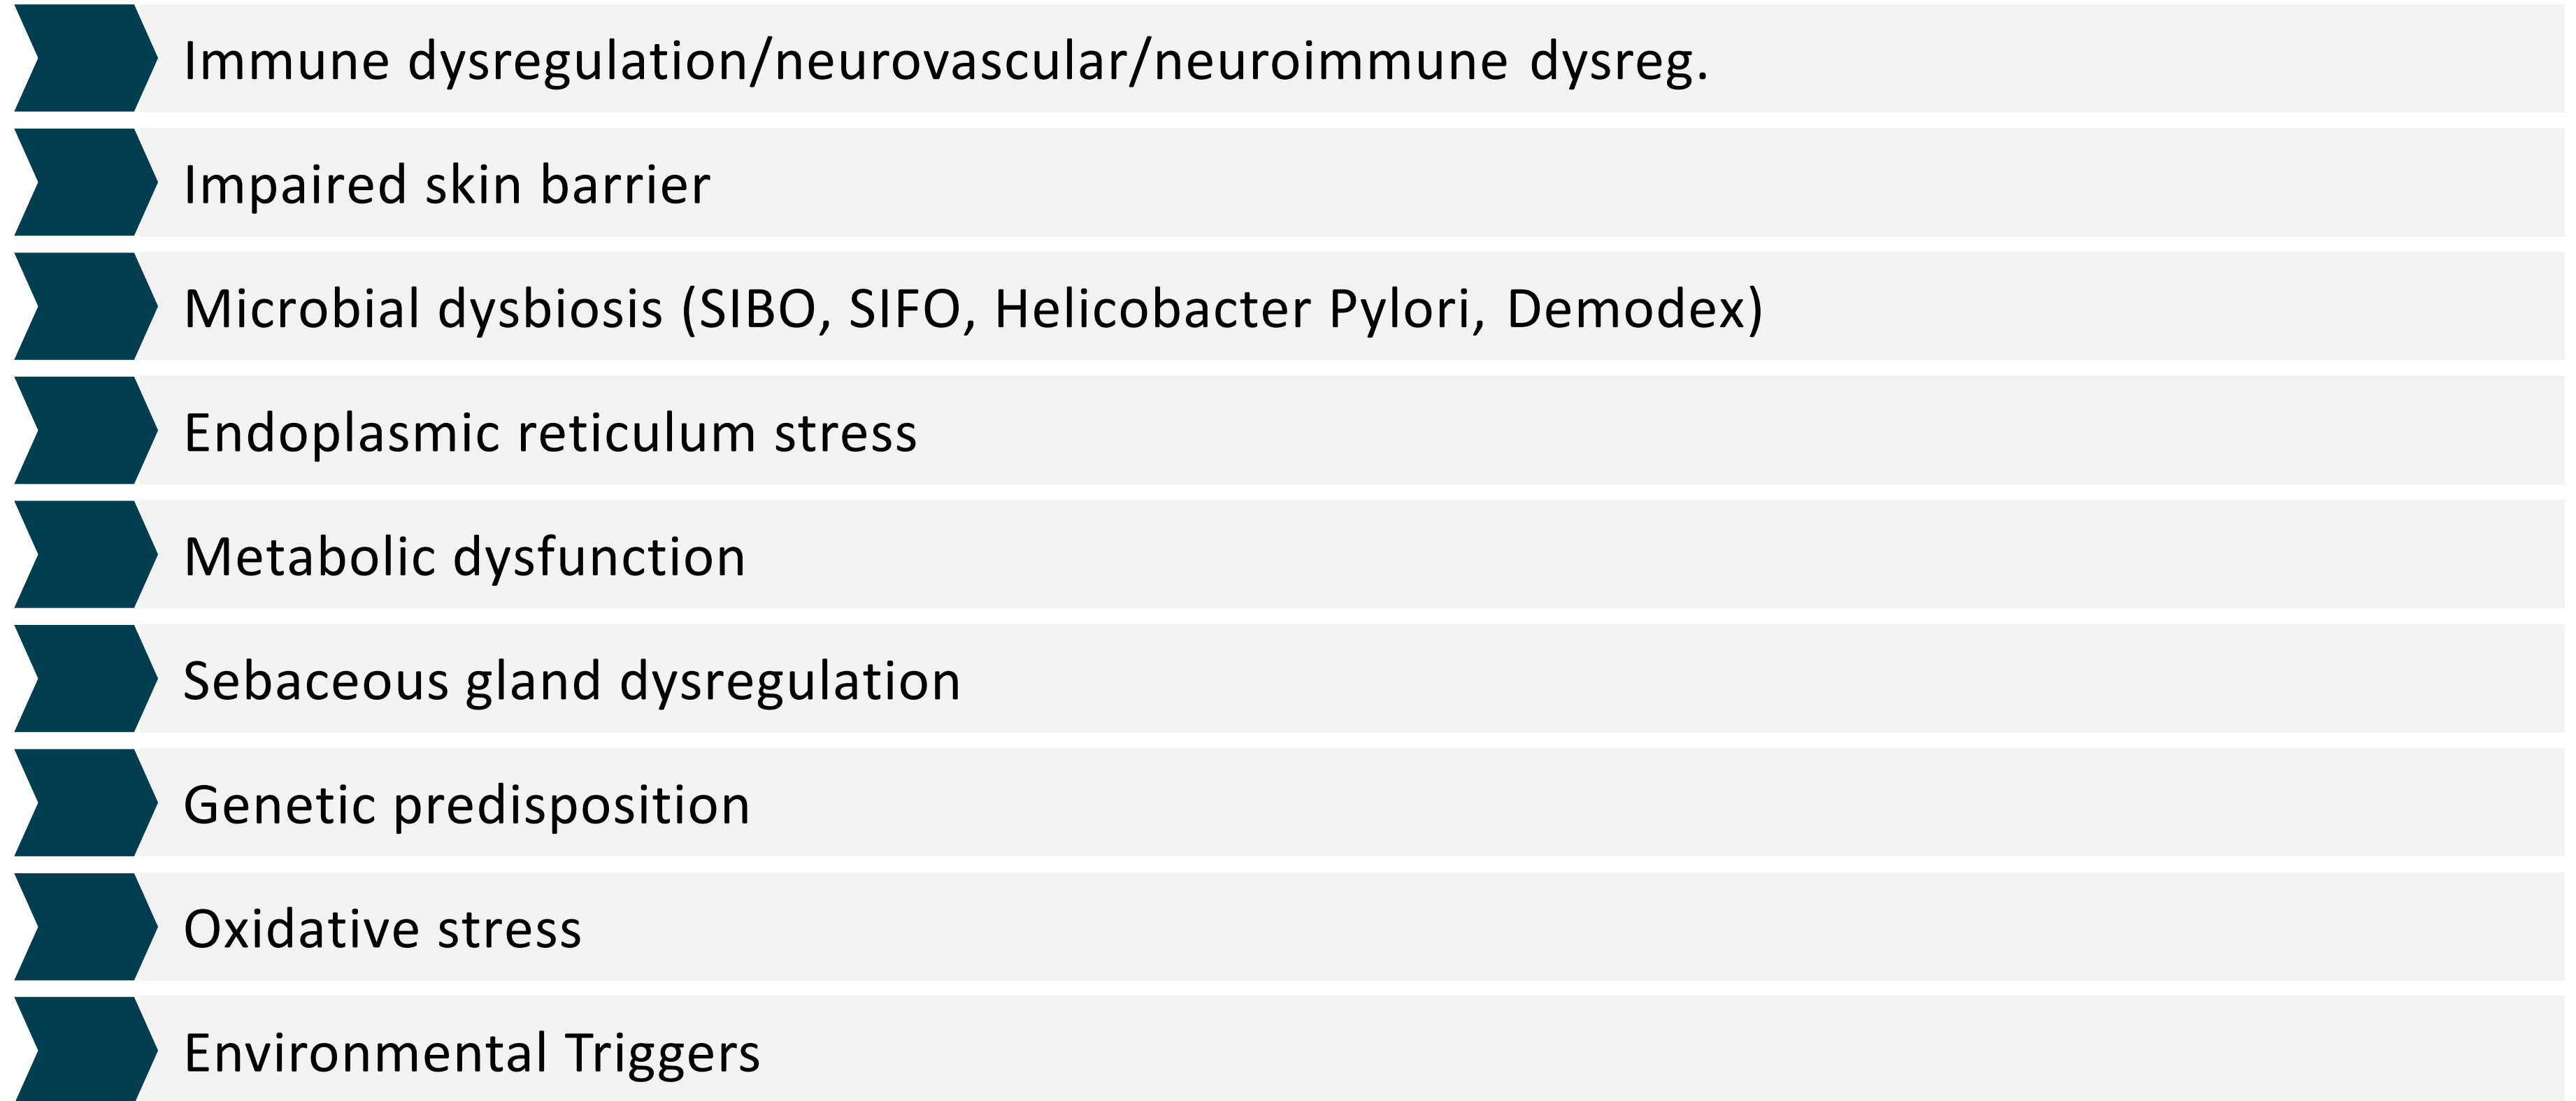 Immune dysregulation/neurovascular/neuroimmune dysreg.
Impaired skin barrier
Microbial dysbiosis (SIBO, SIFO, Helicobacter Pylori, Demodex)
Endoplasmic reticulum stress
Metabolic dysfunction
Sebaceous gland dysregulation
Genetic predisposition
Oxidative stress
Environmental Triggers